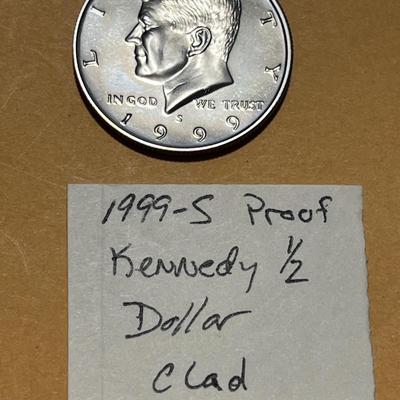 LIBERTY
IN GOD WE TRUST
S
1999
1999-S Proof
Kennedy 1/2
Dollar
Clad